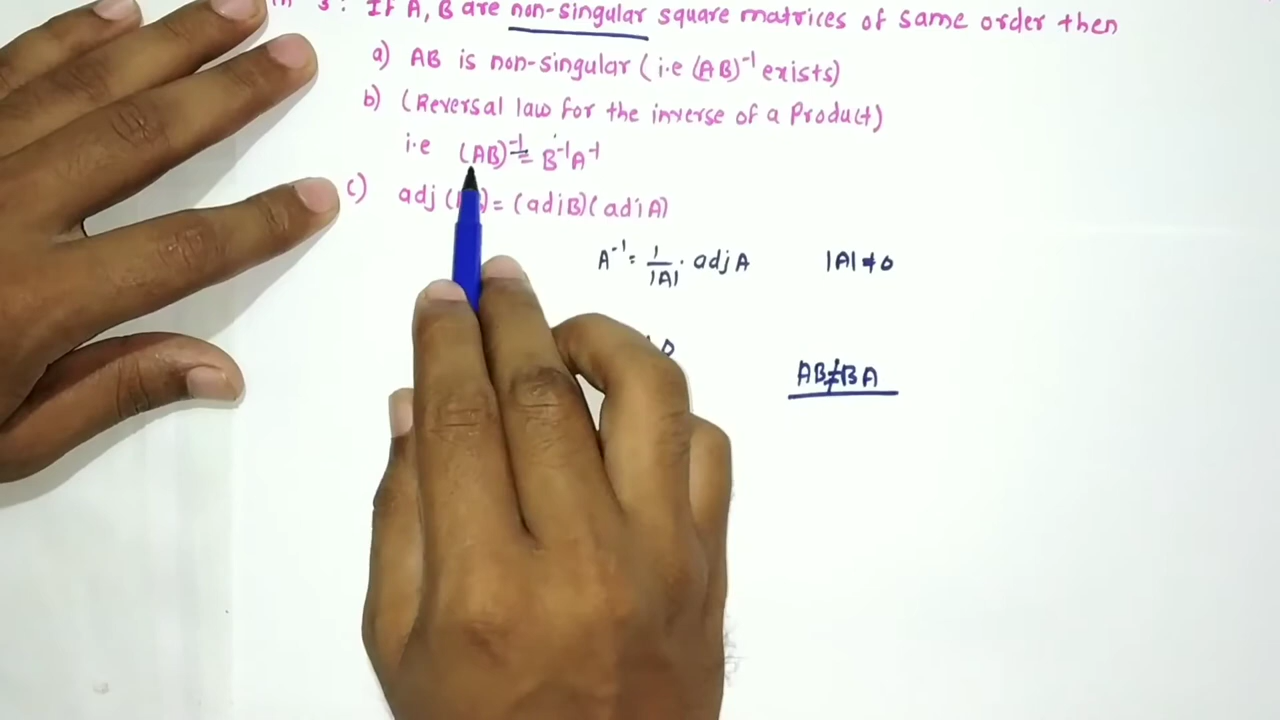 3: If A, B are non-singular square matrices of same order then
a) AB is non-singular (i.e (AB)⁻¹ exists)
b) (Reversal law for the inverse of a Product)
i.e (AB)⁻¹ = B⁻¹A⁻¹
c) adj ( ) = (adjB)(adjA)
A⁻¹ = 1/|A| · adj A |A| ≠ 0
AB≠BA